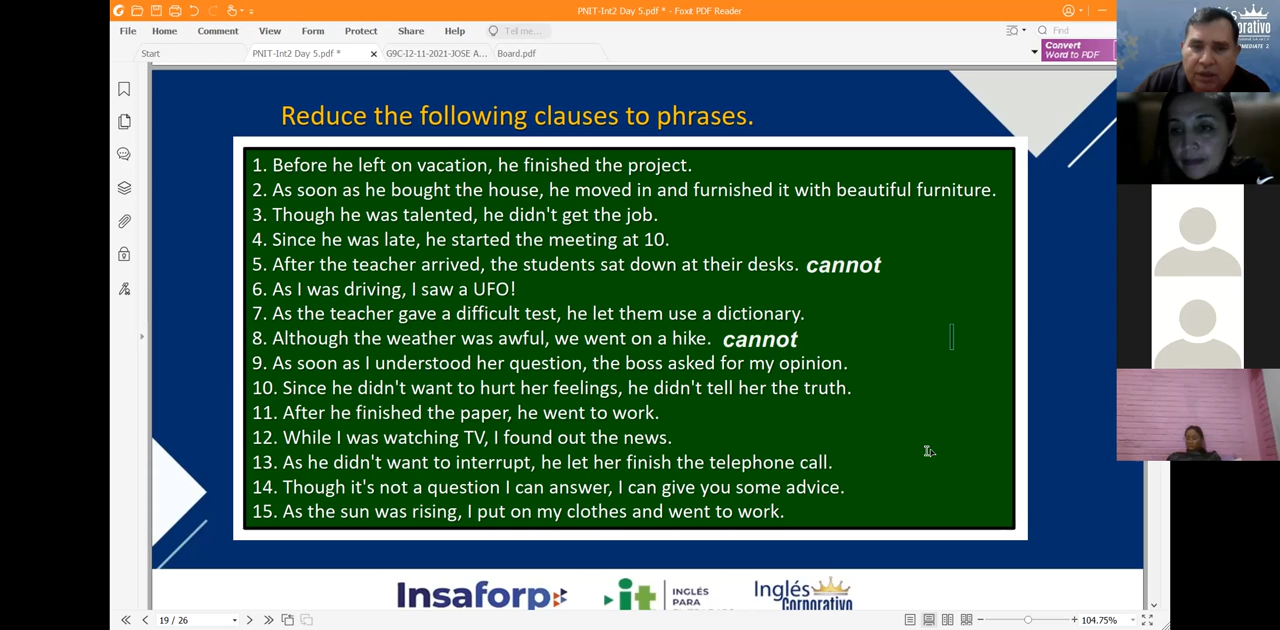 PNIT-Int2 Day 5.pdf * - Foxit PDF Reader
File Home Comment View Form Protect Share Help Tell me... Find
Start PNIT-Int2 Day 5.pdf * G9C-I2-11-2021-JOSE A... Board.pdf
Convert
Word to PDF
Reduce the following clauses to phrases.
1. Before he left on vacation, he finished the project.
2. As soon as he bought the house, he moved in and furnished it with beautiful furniture.
3. Though he was talented, he didn't get the job.
4. Since he was late, he started the meeting at 10.
5. After the teacher arrived, the students sat down at their desks. cannot
6. As I was driving, I saw a UFO!
7. As the teacher gave a difficult test, he let them use a dictionary.
8. Although the weather was awful, we went on a hike. cannot
9. As soon as I understood her question, the boss asked for my opinion.
10. Since he didn't want to hurt her feelings, he didn't tell her the truth.
11. After he finished the paper, he went to work.
12. While I was watching TV, I found out the news.
13. As he didn't want to interrupt, he let her finish the telephone call.
14. Though it's not a question I can answer, I can give you some advice.
15. As the sun was rising, I put on my clothes and went to work.
Insaforp it INGLÉS
PARA
Inglés
Corporativo
19 / 26
104.75%